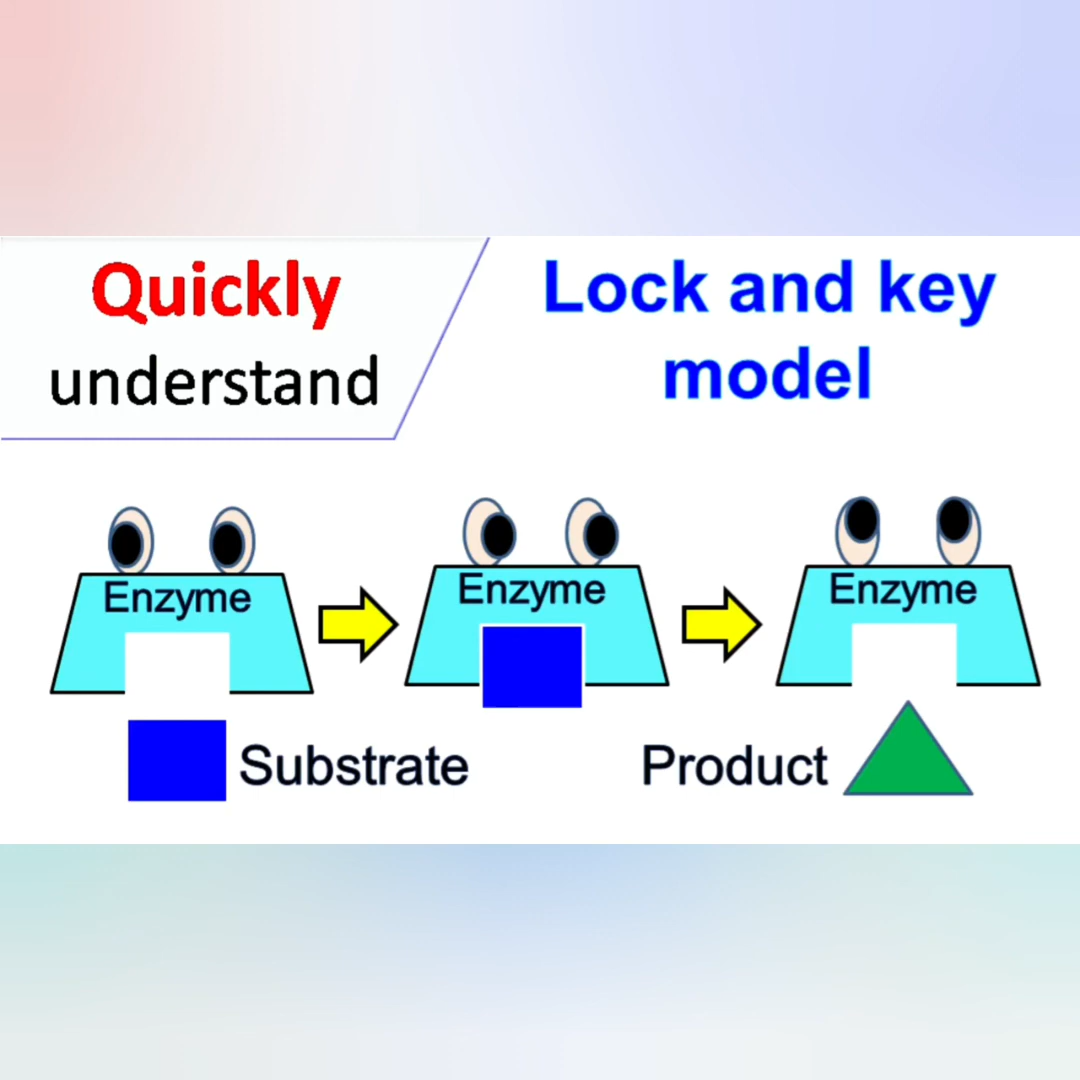 Quickly
understand
Lock and key
model
Enzyme
Enzyme
Enzyme
Substrate
Product